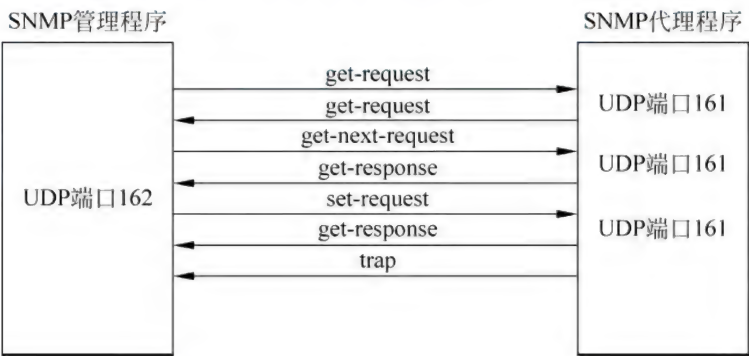 SNMP管理程序
SNMP代理程序
get-request
get-request
get-next-request
get-response
set-request
get-response
trap
UDP端口162
UDP端口161
UDP端口161
UDP端口161